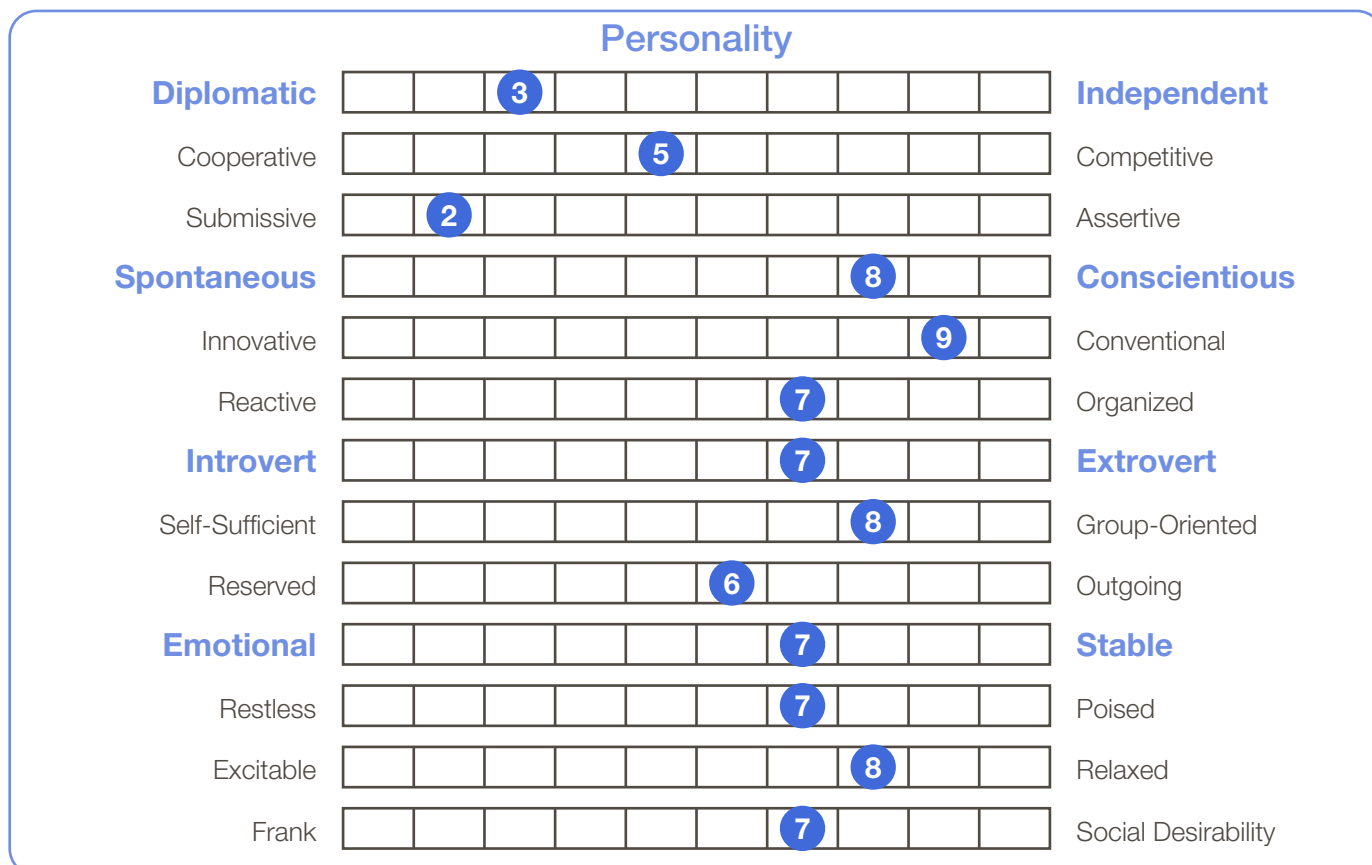 Personality
Diplomatic 3 Independent
Cooperative 5 Competitive
Submissive 2 Assertive
Spontaneous 8 Conscientious
Innovative 9 Conventional
Reactive 7 Organized
Introvert 7 Extrovert
Self-Sufficient 8 Group-Oriented
Reserved 6 Outgoing
Emotional 7 Stable
Restless 7 Poised
Excitable 8 Relaxed
Frank 7 Social Desirability